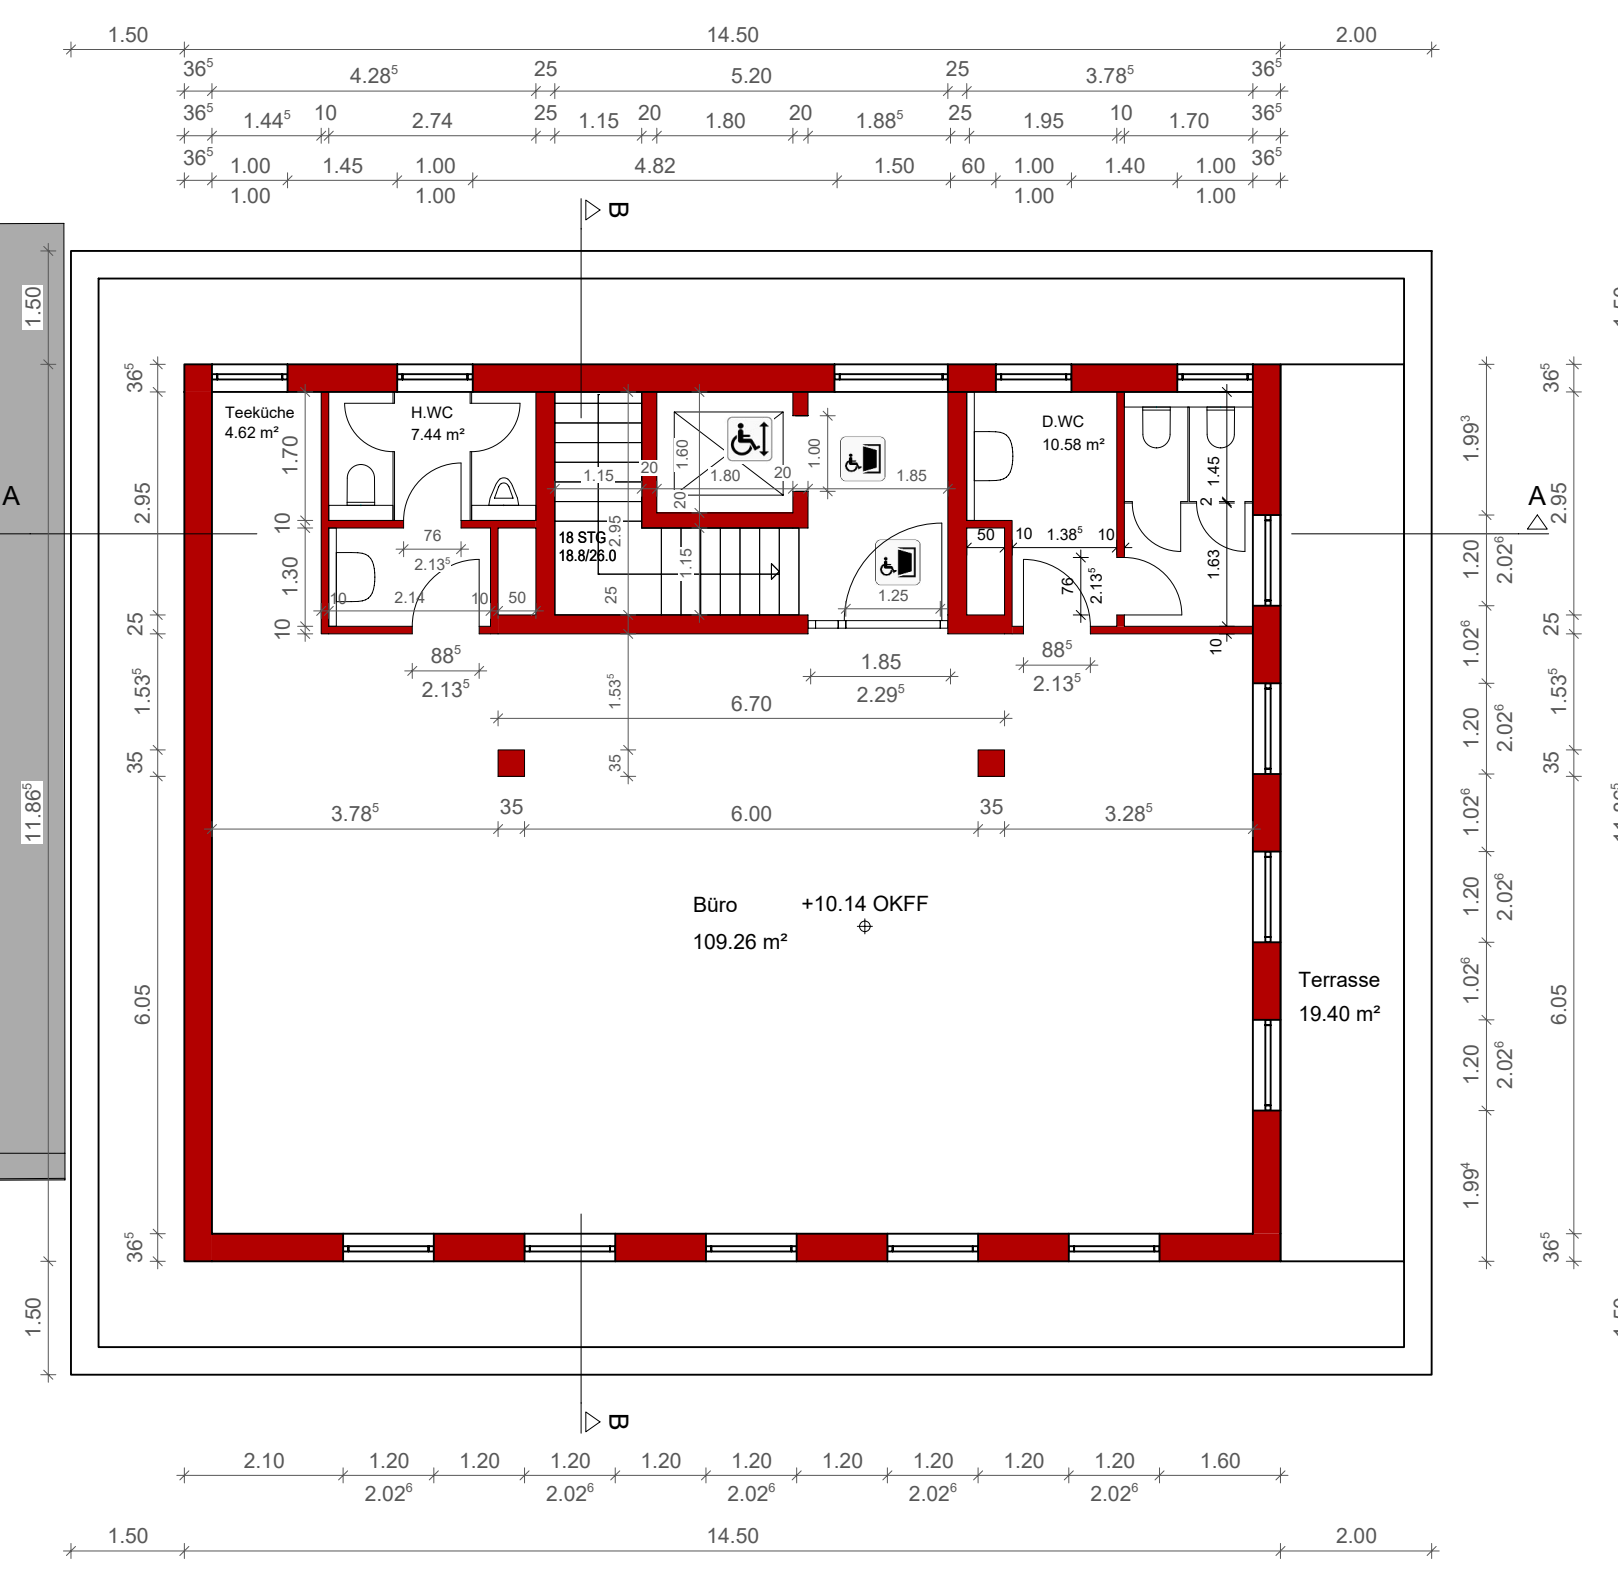 1.50 14.50 2.00
36⁵ 4.28⁵ 25 5.20 25 3.78⁵ 36⁵
36⁵ 1.44⁵ 10 2.74 25 1.15 20 1.80 20 1.88⁵ 25 1.95 10 1.70 36⁵
36⁵ 1.00 1.45 1.00 4.82 1.50 60 1.00 1.40 1.00 36⁵
1.00 1.00 1.00 1.00
B
1.50
36⁵ 36⁵
Teeküche
4.62 m²
H.WC
7.44 m²
D.WC
10.58 m²
1.70 1.60 1.00 1.45 1.99³
1.15 20 1.80 20 1.85
20 2
A A
2.95 2.95 2.95
10 76 50 10 1.38⁵ 10
2.13⁵
18 STG
18.8/26.0
1.15
1.30 1.63 1.20 2.02⁶
76 2.13⁵
10 2.14 10 50 25 1.25
25 10 25
10
88⁵ 1.85 88⁵
2.13⁵ 2.29⁵ 2.13⁵
1.53⁵ 1.53⁵ 1.02⁶ 1.53⁵
6.70
1.20 2.02⁶
35 35 35
3.78⁵ 35 6.00 35 3.28⁵
11.86⁵ 1.02⁶
Büro +10.14 OKFF
109.26 m²
1.20 2.02⁶
Terrasse
19.40 m²
6.05 1.02⁶ 6.05
1.20 2.02⁶
1.99⁴
36⁵ 36⁵
1.50
B
2.10 1.20 1.20 1.20 1.20 1.20 1.20 1.20 1.20 1.20 1.60
2.02⁶ 2.02⁶ 2.02⁶ 2.02⁶ 2.02⁶
1.50 14.50 2.00